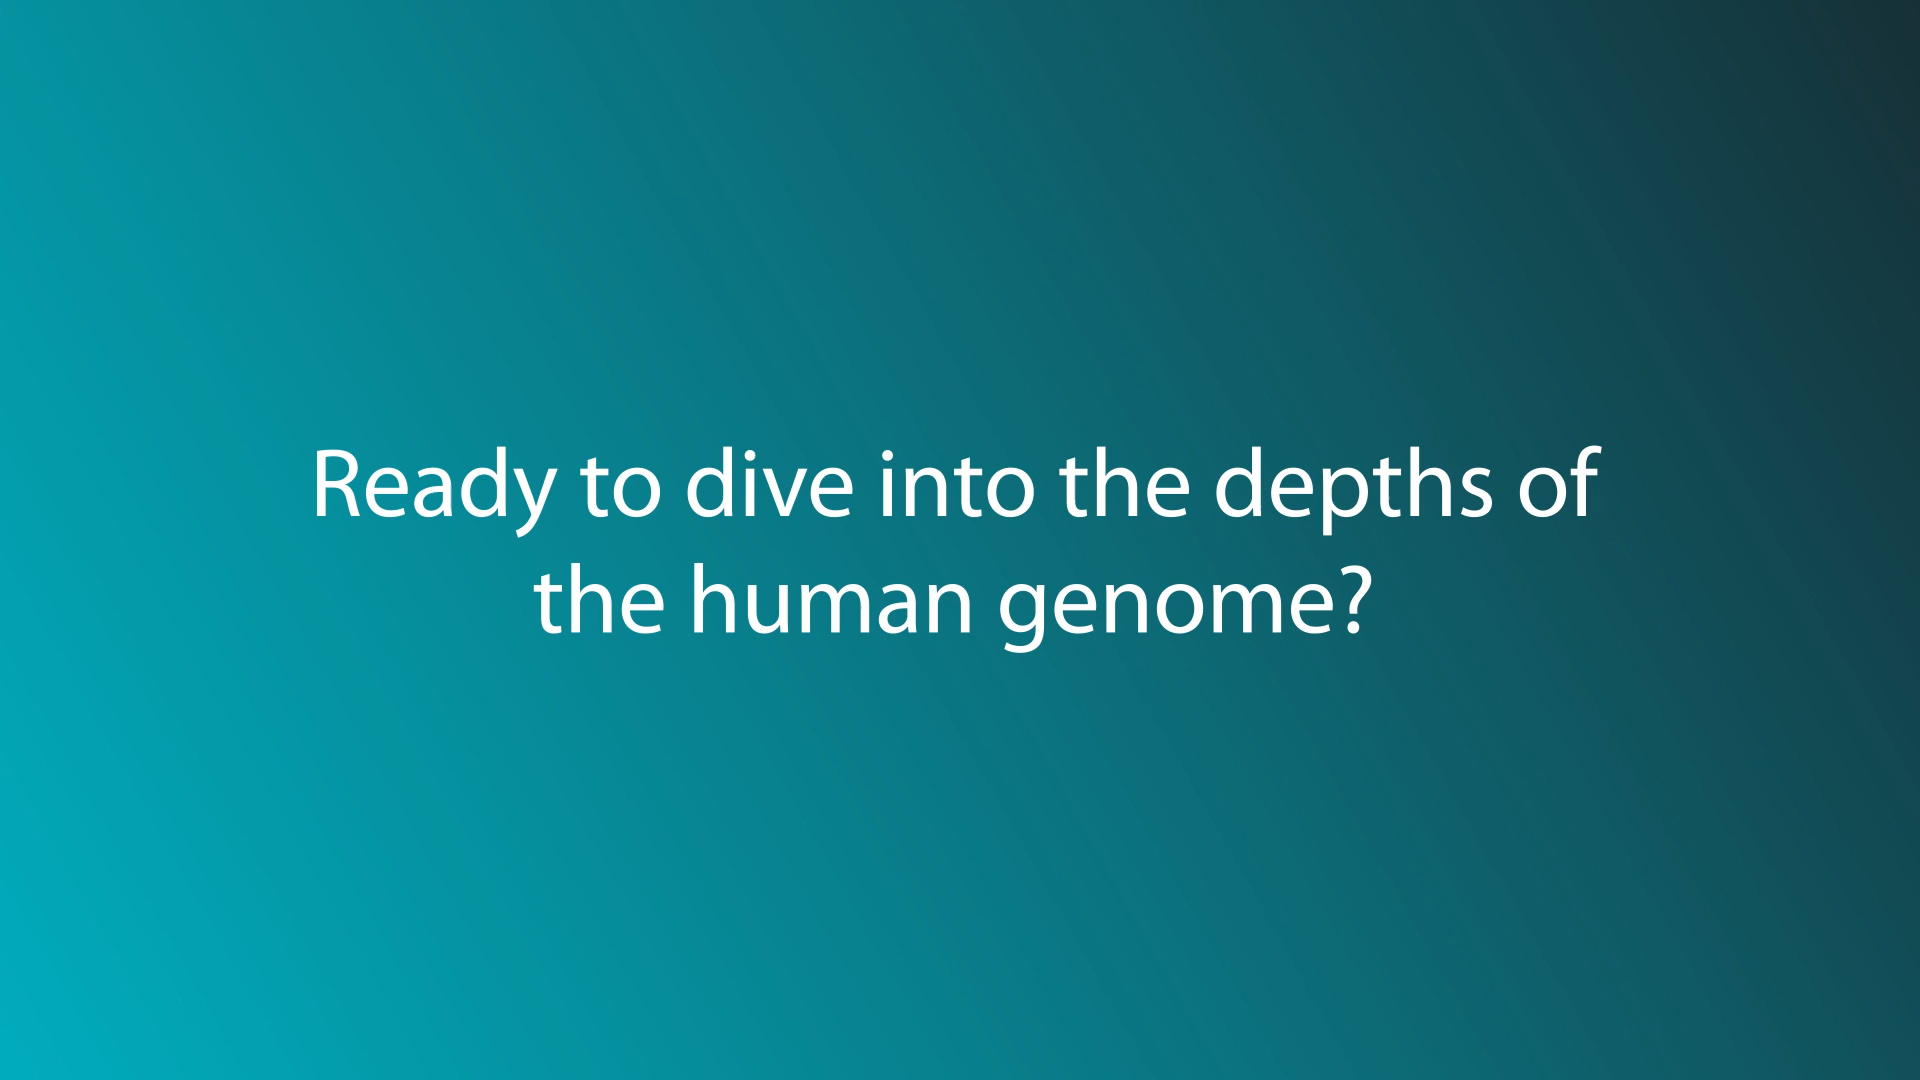 Ready to dive into the depths of
the human genome?